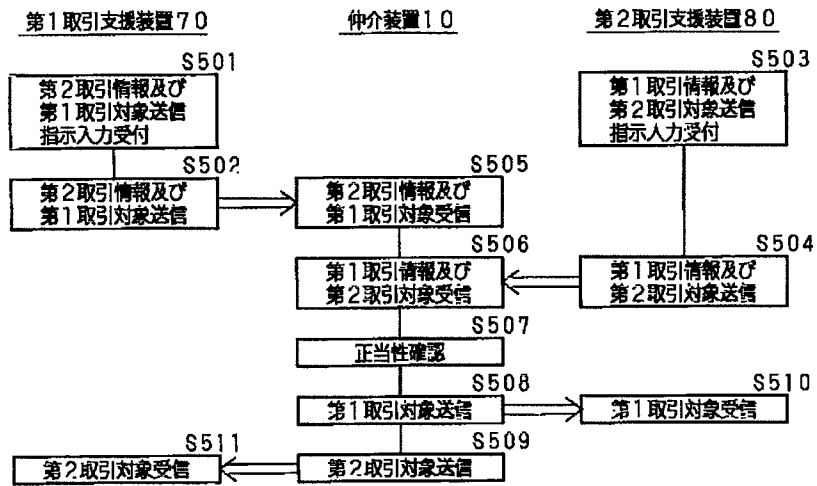 第1取引支援装置70
仲介装置10
第2取引支援装置80
S501
第2取引情報及び
第1取引対象送信
指示入力受付
S503
第1取引情報及び
第2取引対象送信
指示入力受付
S502
第2取引情報及び
第1取引対象送信
S505
第2取引情報及び
第1取引対象受信
S506
第1取引情報及び
第2取引対象受信
S504
第1取引情報及び
第2取引対象送信
S507
正当性確認
S508
第1取引対象送信
S510
第1取引対象受信
S509
第2取引対象送信
S511
第2取引対象受信